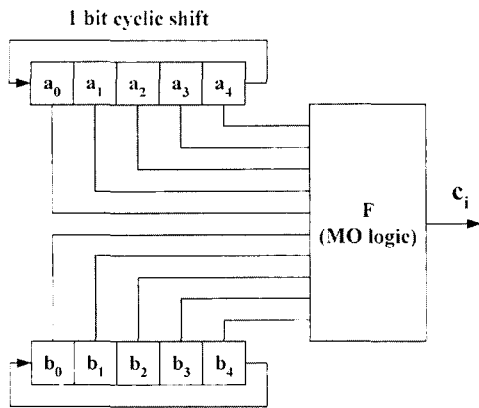 1 bit cyclic shift
a₀ a₁ a₂ a₃ a₄
F
(MO logic)
cᵢ
b₀ b₁ b₂ b₃ b₄